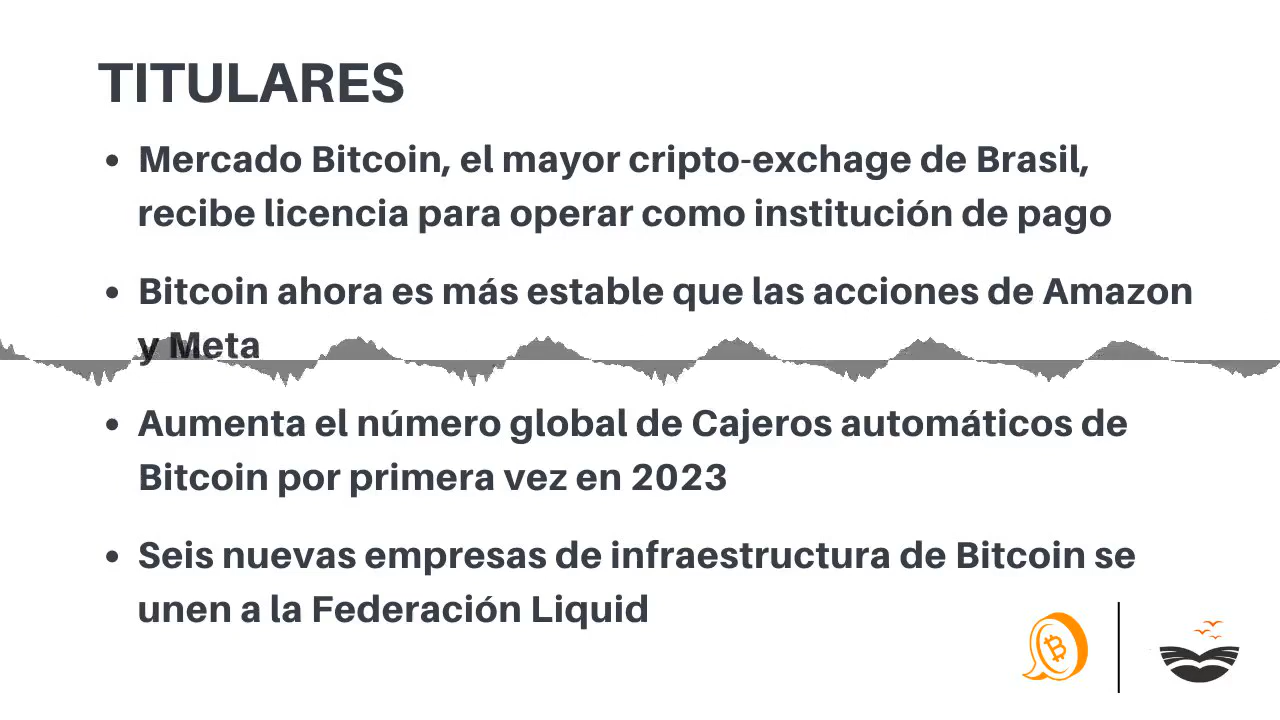 TITULARES
• Mercado Bitcoin, el mayor cripto-exchage de Brasil,
recibe licencia para operar como institución de pago
• Bitcoin ahora es más estable que las acciones de Amazon
y Meta
• Aumenta el número global de Cajeros automáticos de
Bitcoin por primera vez en 2023
• Seis nuevas empresas de infraestructura de Bitcoin se
unen a la Federación Liquid